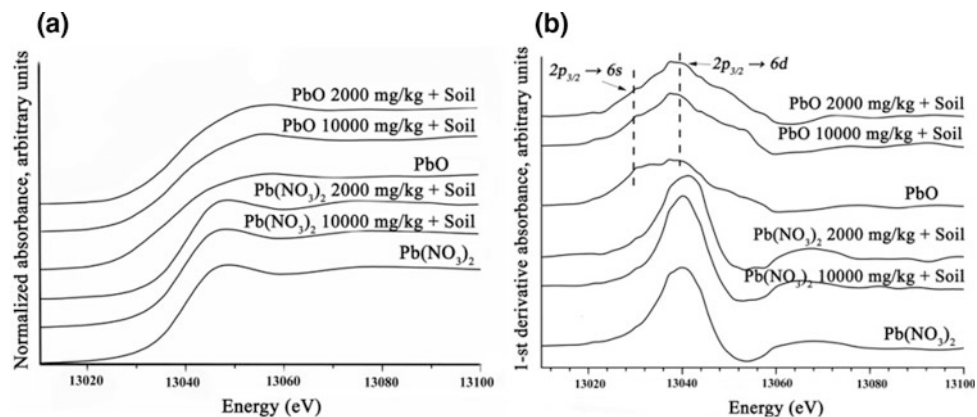 (a)
Normalized absorbance, arbitrary units
PbO 2000 mg/kg + Soil
PbO 10000 mg/kg + Soil
PbO
Pb(NO3)2 2000 mg/kg + Soil
Pb(NO3)2 10000 mg/kg + Soil
Pb(NO3)2
13020 13040 13060 13080 13100
Energy (eV)
(b)
1-st derivative absorbance, arbitrary units
2p3/2 → 6s
2p3/2 → 6d
PbO 2000 mg/kg + Soil
PbO 10000 mg/kg + Soil
PbO
Pb(NO3)2 2000 mg/kg + Soil
Pb(NO3)2 10000 mg/kg + Soil
Pb(NO3)2
13020 13040 13060 13080 13100
Energy (eV)